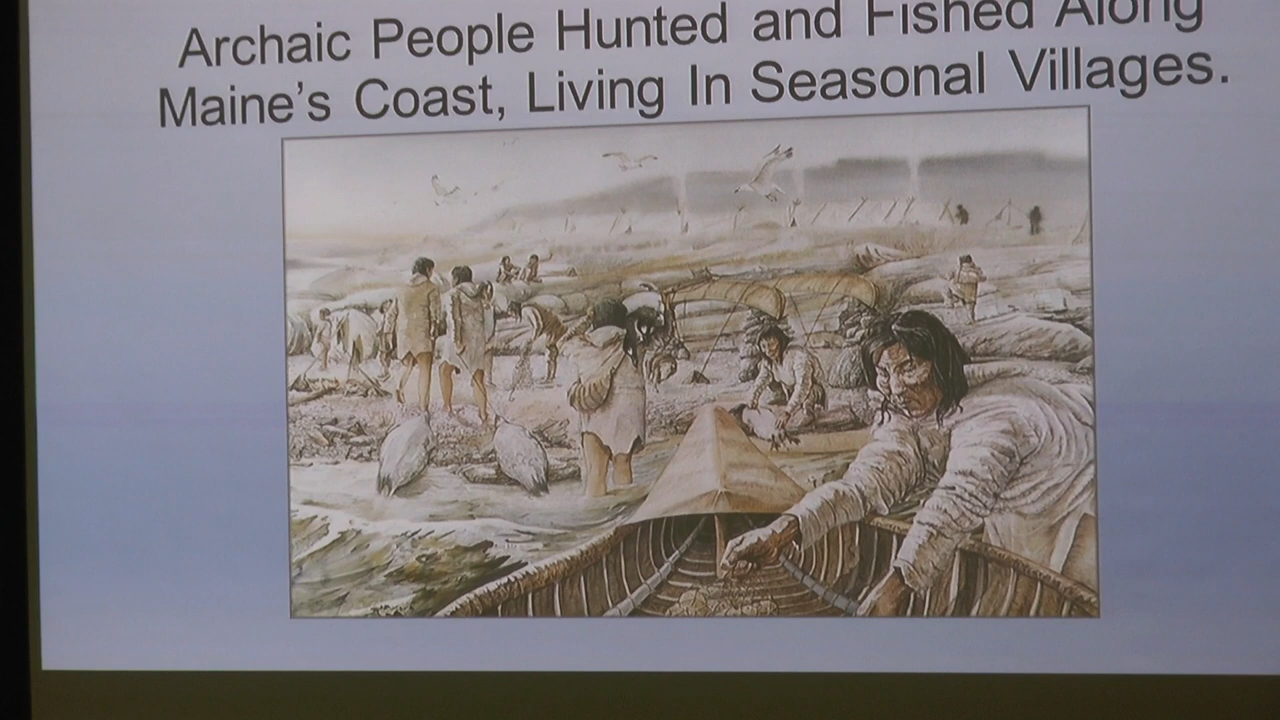 Archaic People Hunted and Fished Along
Maine's Coast, Living In Seasonal Villages.